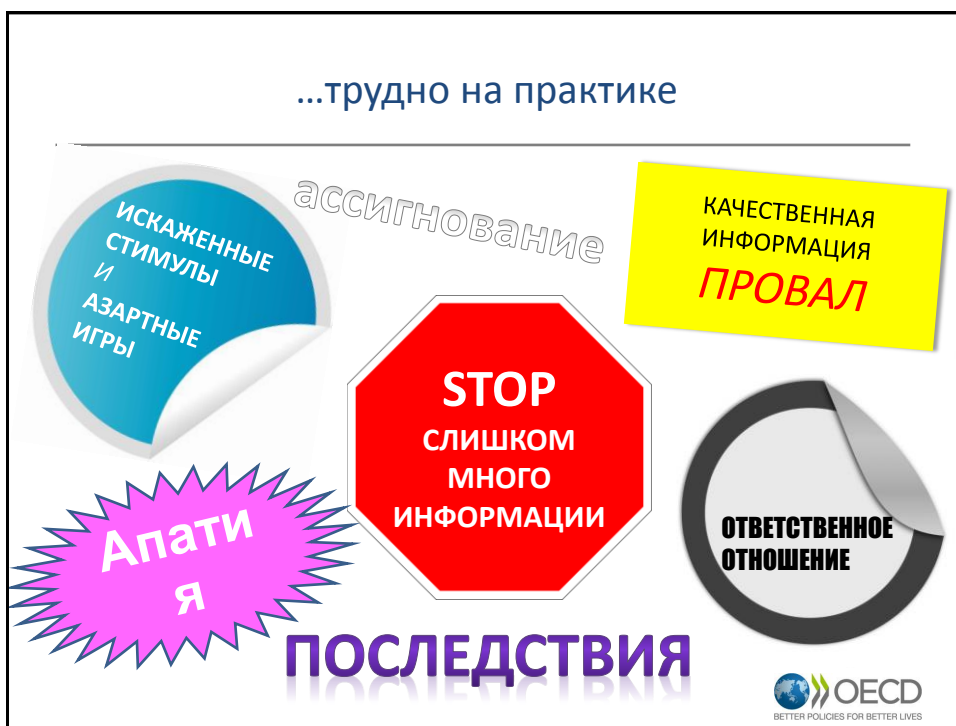 ...трудно на практике
ИСКАЖЕННЫЕ
СТИМУЛЫ
И
АЗАРТНЫЕ
ИГРЫ
ассигнование
КАЧЕСТВЕННАЯ
ИНФОРМАЦИЯ
ПРОВАЛ
STOP
СЛИШКОМ
МНОГО
ИНФОРМАЦИИ
ОТВЕТСТВЕННОЕ
ОТНОШЕНИЕ
Апати
я
ПОСЛЕДСТВИЯ
OECD
BETTER POLICIES FOR BETTER LIVES